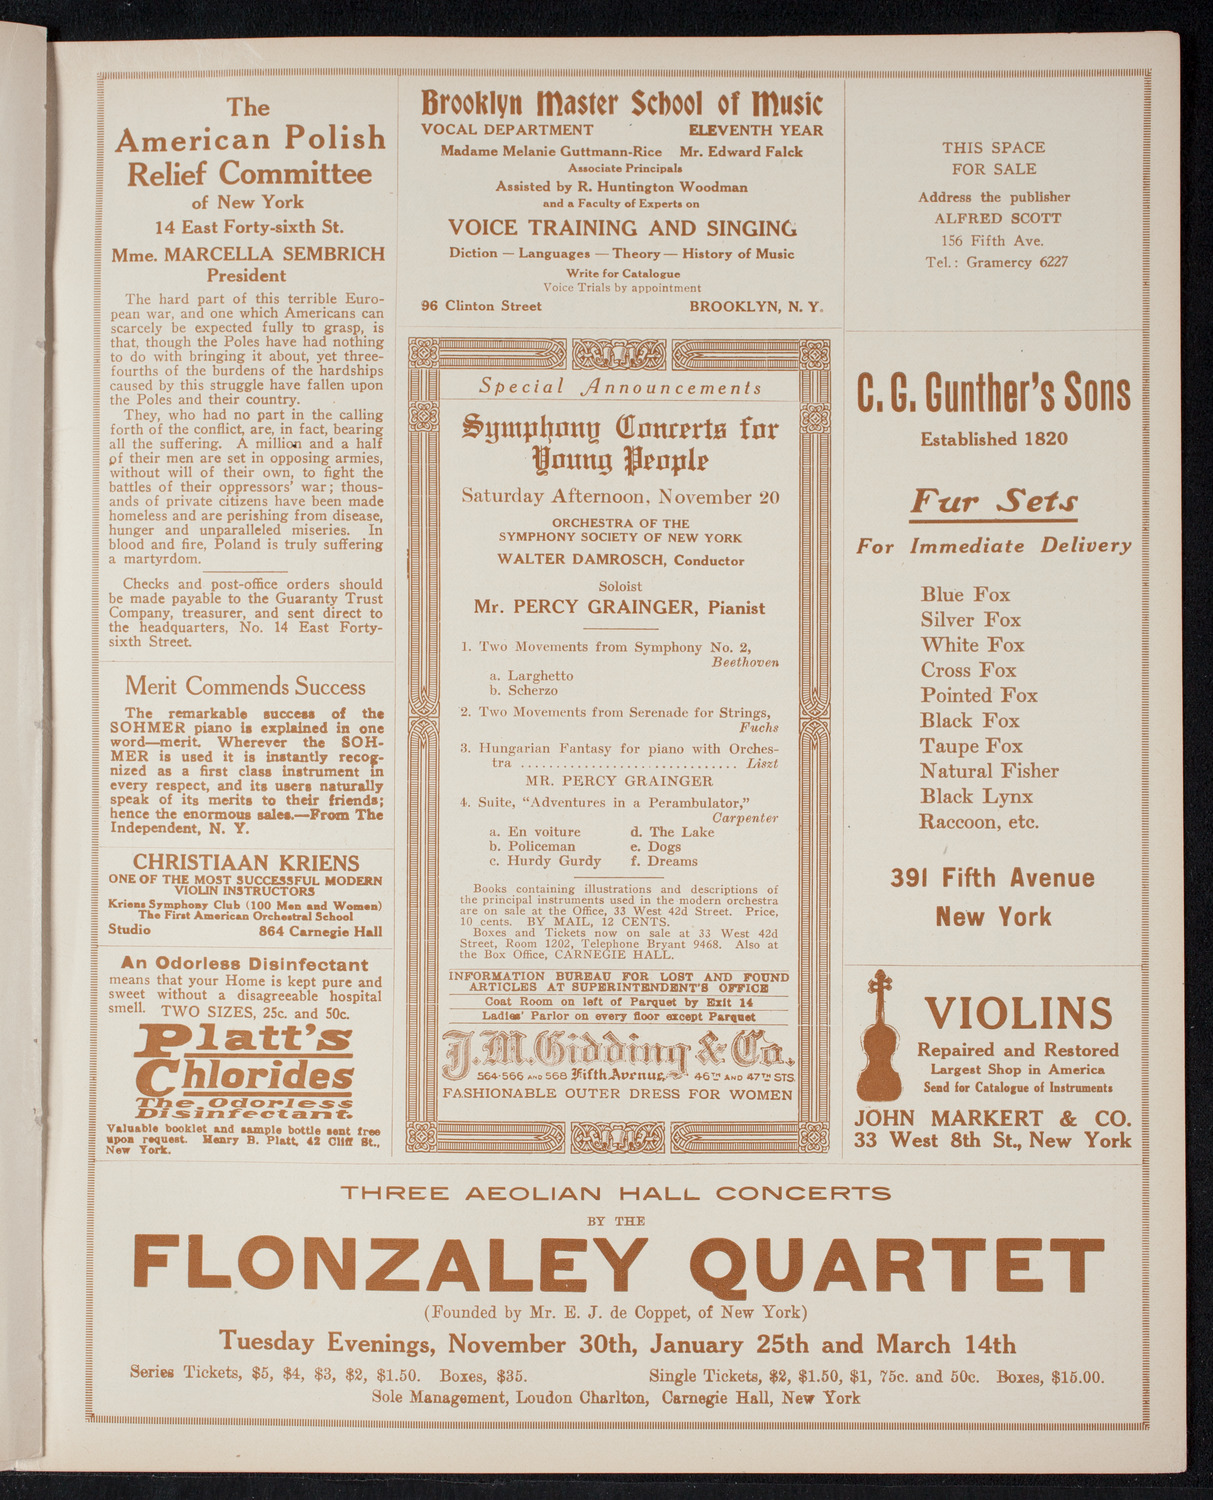 The
American Polish
Relief Committee
of New York
14 East Forty-sixth St.
Mme. MARCELLA SEMBRICH
President
The hard part of this terrible Euro-
pean war, and one which Americans can
scarcely be expected fully to grasp, is
that, though the Poles have had nothing
to do with bringing it about, yet three-
fourths of the burdens of the hardships
caused by this struggle have fallen upon
the Poles and their country.
They, who had no part in the calling
forth of the conflict, are, in fact, bearing
all the suffering. A million and a half
of their men are set in opposing armies,
without will of their own, to fight the
battles of their oppressors' war; thous-
ands of private citizens have been made
homeless and are perishing from disease,
hunger and unparalleled miseries. In
blood and fire, Poland is truly suffering
a martyrdom.
Checks and post-office orders should
be made payable to the Guaranty Trust
Company, treasurer, and sent direct to
the headquarters, No. 14 East Forty-
sixth Street.
Merit Commends Success
The remarkable success of the
SOHMER piano is explained in one
word—merit. Wherever the SOH-
MER is used it is instantly recog-
nized as a first class instrument in
every respect, and its users naturally
speak of its merits to their friends;
hence the enormous sales.—From The
Independent, N. Y.
CHRISTIAAN KRIENS
ONE OF THE MOST SUCCESSFUL MODERN
VIOLIN INSTRUCTORS
Kriens Symphony Club (100 Men and Women)
The First American Orchestral School
Studio 864 Carnegie Hall
An Odorless Disinfectant
means that your Home is kept pure and
sweet without a disagreeable hospital
smell. TWO SIZES, 25c. and 50c.
Platt's
Chlorides
The Odorless
Disinfectant.
Valuable booklet and sample bottle sent free
upon request. Henry B. Platt, 42 Cliff St.,
New York.
Brooklyn Master School of Music
VOCAL DEPARTMENT ELEVENTH YEAR
Madame Melanie Guttmann-Rice Mr. Edward Falck
Associate Principals
Assisted by R. Huntington Woodman
and a Faculty of Experts on
VOICE TRAINING AND SINGING
Diction — Languages — Theory — History of Music
Write for Catalogue
Voice Trials by appointment
96 Clinton Street BROOKLYN, N. Y.
Special Announcements
Symphony Concerts for
Young People
Saturday Afternoon, November 20
ORCHESTRA OF THE
SYMPHONY SOCIETY OF NEW YORK
WALTER DAMROSCH, Conductor
Soloist
Mr. PERCY GRAINGER, Pianist
1. Two Movements from Symphony No. 2,
Beethoven
a. Larghetto
b. Scherzo
2. Two Movements from Serenade for Strings,
Fuchs
3. Hungarian Fantasy for piano with Orches-
tra .............................. Liszt
MR. PERCY GRAINGER
4. Suite, "Adventures in a Perambulator,"
Carpenter
a. En voiture d. The Lake
b. Policeman e. Dogs
c. Hurdy Gurdy f. Dreams
Books containing illustrations and descriptions of
the principal instruments used in the modern orchestra
are on sale at the Office, 33 West 42d Street. Price,
10 cents. BY MAIL, 12 CENTS.
Boxes and Tickets now on sale at 33 West 42d
Street, Room 1202, Telephone Bryant 9468. Also at
the Box Office, CARNEGIE HALL.
INFORMATION BUREAU FOR LOST AND FOUND
ARTICLES AT SUPERINTENDENT'S OFFICE
Coat Room on left of Parquet by Exit 14
Ladies' Parlor on every floor except Parquet
J. M. Gidding & Co.
564-566 AND 568 Fifth Avenue, 46TH AND 47TH STS.
FASHIONABLE OUTER DRESS FOR WOMEN
THIS SPACE
FOR SALE
Address the publisher
ALFRED SCOTT
156 Fifth Ave.
Tel.: Gramercy 6227
C. G. Gunther's Sons
Established 1820
Fur Sets
For Immediate Delivery
Blue Fox
Silver Fox
White Fox
Cross Fox
Pointed Fox
Black Fox
Taupe Fox
Natural Fisher
Black Lynx
Raccoon, etc.
391 Fifth Avenue
New York
VIOLINS
Repaired and Restored
Largest Shop in America
Send for Catalogue of Instruments
JOHN MARKERT & CO.
33 West 8th St., New York
THREE AEOLIAN HALL CONCERTS
BY THE
FLONZALEY QUARTET
(Founded by Mr. E. J. de Coppet, of New York)
Tuesday Evenings, November 30th, January 25th and March 14th
Series Tickets, $5, $4, $3, $2, $1.50. Boxes, $35. Single Tickets, $2, $1.50, $1, 75c. and 50c. Boxes, $15.00.
Sole Management, Loudon Charlton, Carnegie Hall, New York